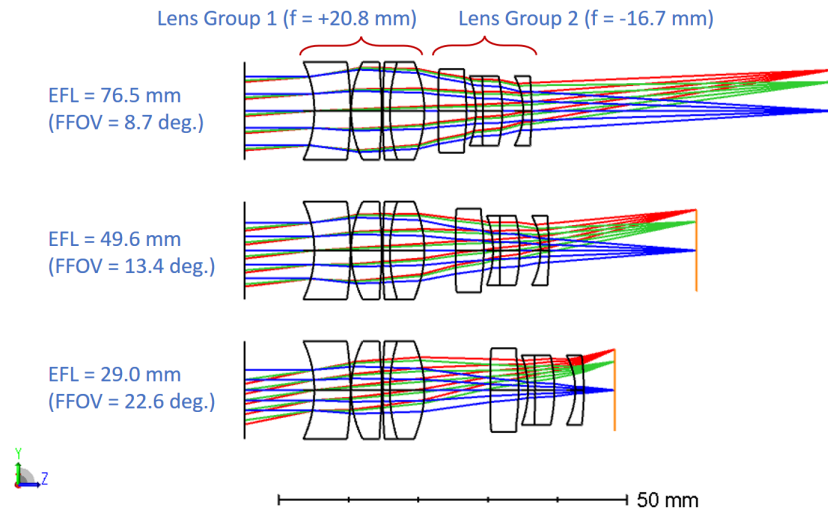 Lens Group 1 (f = +20.8 mm) Lens Group 2 (f = -16.7 mm)
EFL = 76.5 mm
(FFOV = 8.7 deg.)
EFL = 49.6 mm
(FFOV = 13.4 deg.)
EFL = 29.0 mm
(FFOV = 22.6 deg.)
Y
Z
50 mm